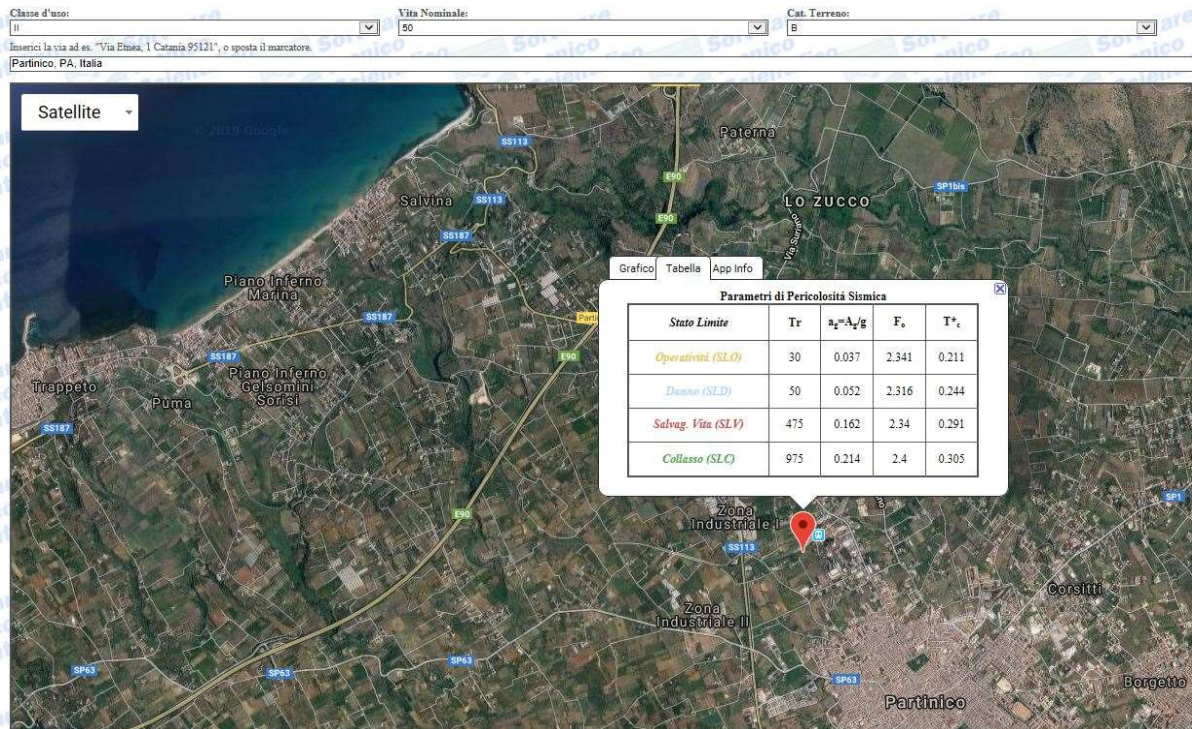 Classe d'uso: Vita Nominale: Cat. Terreno:
II 50 B
Inserici la via ad es. "Via Etnea, 1 Catania 95121", o sposta il marcatore.
Partinico, PA, Italia
Satellite
© 2019 Google
Paterna
SS113
E90
SP1bis
Salvina
SS113
LO ZUCCO
E90
SS187
Via Surra
Grafico Tabella App Info
Piano Inferno
Marina
Parametri di Pericolosità Sismica
Stato Limite Tr ag=Ag/g Fo T*c
Operatività (SLO) 30 0.037 2.341 0.211
Danno (SLD) 50 0.052 2.316 0.244
Salvag. Vita (SLV) 475 0.162 2.34 0.291
Collasso (SLC) 975 0.214 2.4 0.305
SS187
Parti
SS187
E90
Piano Inferno
Gelsomini
Sorisi
Trappeto
Puma
SS187
SP1
E90
Zona
Industriale I
SS113
Corsitti
Zona
Industriale II
SP63
SP63
SP63
SP63
Borgetto
Partinico